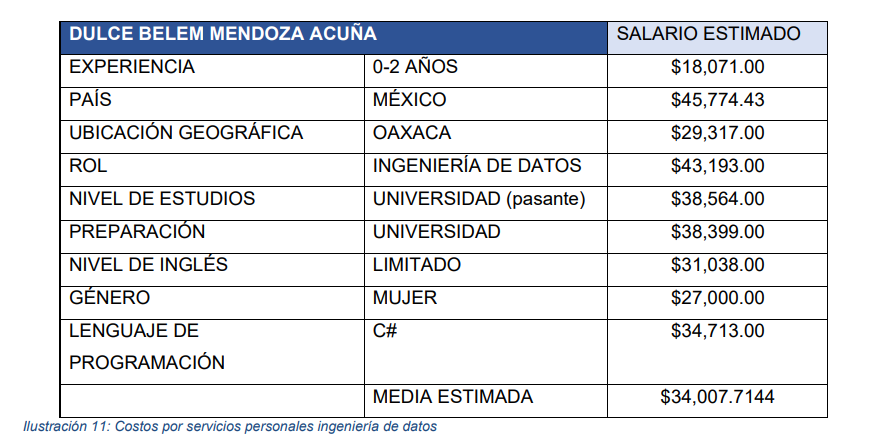 DULCE BELEM MENDOZA ACUÑA SALARIO ESTIMADO
EXPERIENCIA 0-2 AÑOS $18,071.00
PAÍS MÉXICO $45,774.43
UBICACIÓN GEOGRÁFICA OAXACA $29,317.00
ROL INGENIERÍA DE DATOS $43,193.00
NIVEL DE ESTUDIOS UNIVERSIDAD (pasante) $38,564.00
PREPARACIÓN UNIVERSIDAD $38,399.00
NIVEL DE INGLÉS LIMITADO $31,038.00
GÉNERO MUJER $27,000.00
LENGUAJE DE C# $34,713.00
PROGRAMACIÓN
MEDIA ESTIMADA $34,007.7144
Ilustración 11: Costos por servicios personales ingeniería de datos